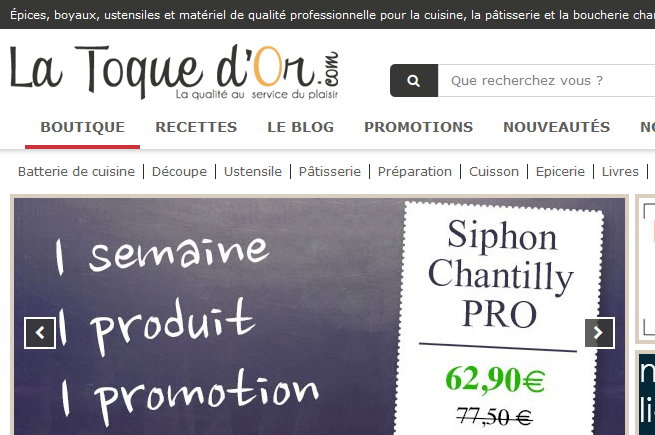 Épices, boyaux, ustensiles et matériel de qualité professionnelle pour la cuisine, la pâtisserie et la boucherie
La Toque d'Or.com
La qualité au service du plaisir
Que recherchez vous ?
BOUTIQUE RECETTES LE BLOG PROMOTIONS NOUVEAUTÉS
Batterie de cuisine | Découpe | Ustensile | Pâtisserie | Préparation | Cuisson | Epicerie | Livres |
1 semaine
1 produit
1 promotion
Siphon
Chantilly
PRO
62,90€
77,50 €